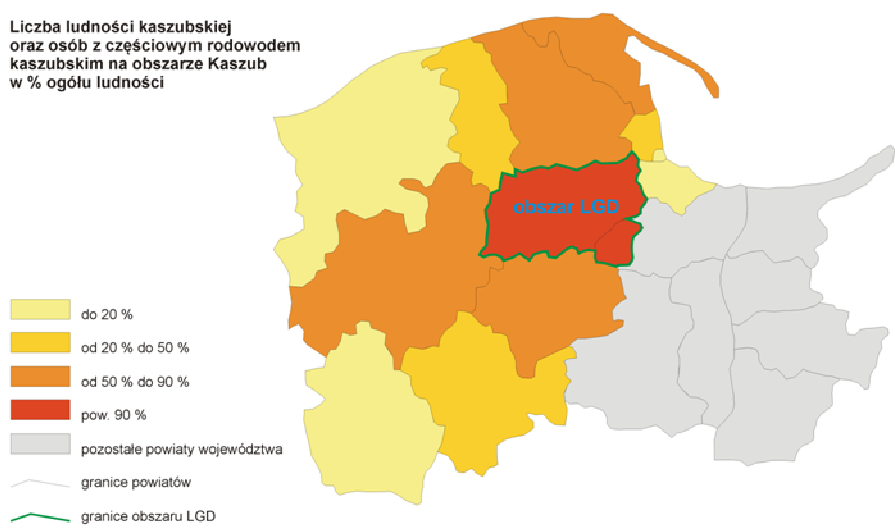 Liczba ludności kaszubskiej
oraz osób z częściowym rodowodem
kaszubskim na obszarze Kaszub
w % ogółu ludności
obszar LGD
do 20 %
od 20 % do 50 %
od 50 % do 90 %
pow. 90 %
pozostałe powiaty województwa
granice powiatów
granice obszaru LGD